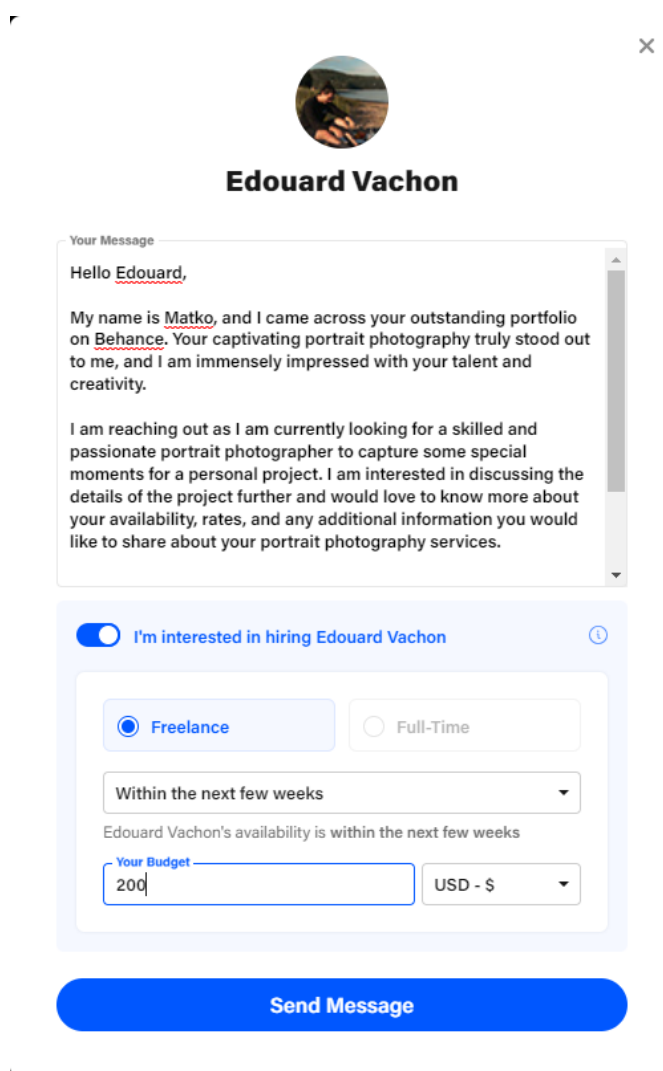 Edouard Vachon
Your Message
Hello Edouard,
My name is Matko, and I came across your outstanding portfolio
on Behance. Your captivating portrait photography truly stood out
to me, and I am immensely impressed with your talent and
creativity.
I am reaching out as I am currently looking for a skilled and
passionate portrait photographer to capture some special
moments for a personal project. I am interested in discussing the
details of the project further and would love to know more about
your availability, rates, and any additional information you would
like to share about your portrait photography services.
I'm interested in hiring Edouard Vachon
Freelance
Full-Time
Within the next few weeks
Edouard Vachon's availability is within the next few weeks
Your Budget
200
USD - $
Send Message